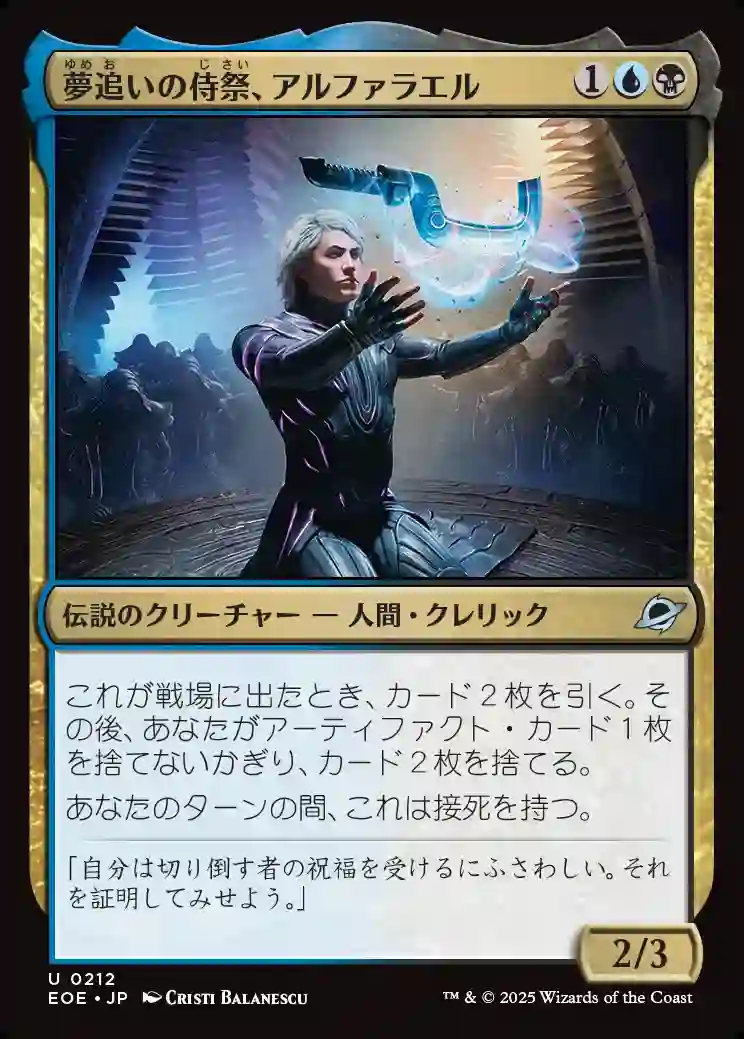 夢追いの侍祭、アルファラエル 1
ゆめ お じ さい
伝説のクリーチャー — 人間・クレリック
これが戦場に出たとき、カード２枚を引く。そ
の後、あなたがアーティファクト・カード１枚
を捨てないかぎり、カード２枚を捨てる。
あなたのターンの間、これは接死を持つ。
「自分は切り倒す者の祝福を受けるにふさわしい。それ
を証明してみせよう。」
2/3
U 0212
EOE • JP Cristi Balanescu
™ & © 2025 Wizards of the Coast